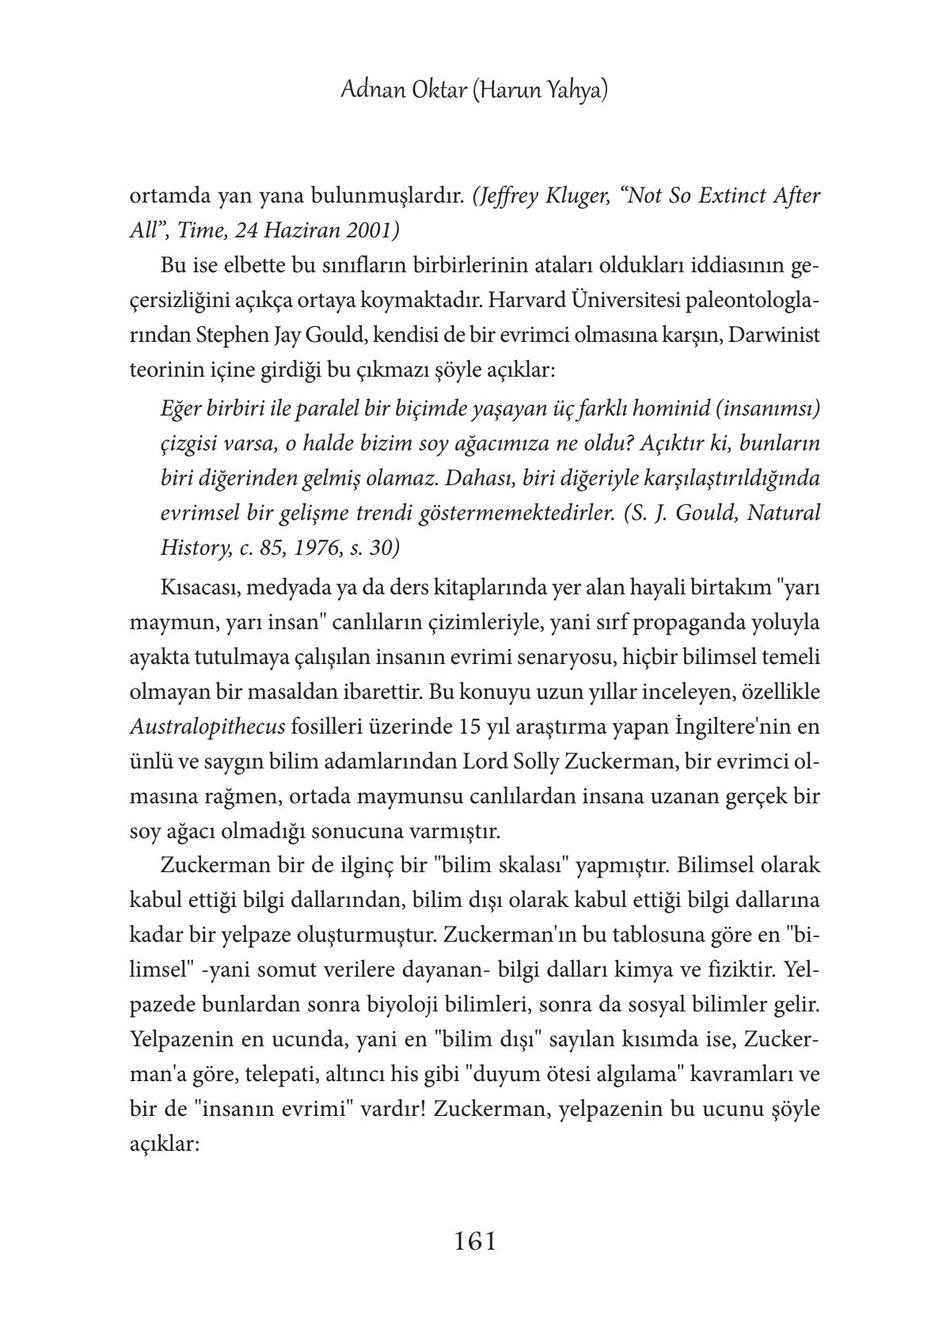 Adnan Oktar (Harun Yahya)
ortamda yan yana bulunmuşlardır. (Jeffrey Kluger, “Not So Extinct After
All”, Time, 24 Haziran 2001)
Bu ise elbette bu sınıfların birbirlerinin ataları oldukları iddiasının ge-
çersizliğini açıkça ortaya koymaktadır. Harvard Üniversitesi paleontologla-
rından Stephen Jay Gould, kendisi de bir evrimci olmasına karşın, Darwinist
teorinin içine girdiği bu çıkmazı şöyle açıklar:
Eğer birbiri ile paralel bir biçimde yaşayan üç farklı hominid (insanımsı)
çizgisi varsa, o halde bizim soy ağacımıza ne oldu? Açıktır ki, bunların
biri diğerinden gelmiş olamaz. Dahası, biri diğeriyle karşılaştırıldığında
evrimsel bir gelişme trendi göstermemektedirler. (S. J. Gould, Natural
History, c. 85, 1976, s. 30)
Kısacası, medyada ya da ders kitaplarında yer alan hayali birtakım "yarı
maymun, yarı insan" canlıların çizimleriyle, yani sırf propaganda yoluyla
ayakta tutulmaya çalışılan insanın evrimi senaryosu, hiçbir bilimsel temeli
olmayan bir masaldan ibarettir. Bu konuyu uzun yıllar inceleyen, özellikle
Australopithecus fosilleri üzerinde 15 yıl araştırma yapan İngiltere'nin en
ünlü ve saygın bilim adamlarından Lord Solly Zuckerman, bir evrimci ol-
masına rağmen, ortada maymunsu canlılardan insana uzanan gerçek bir
soy ağacı olmadığı sonucuna varmıştır.
Zuckerman bir de ilginç bir "bilim skalası" yapmıştır. Bilimsel olarak
kabul ettiği bilgi dallarından, bilim dışı olarak kabul ettiği bilgi dallarına
kadar bir yelpaze oluşturmuştur. Zuckerman'ın bu tablosuna göre en "bi-
limsel" -yani somut verilere dayanan- bilgi dalları kimya ve fiziktir. Yel-
pazede bunlardan sonra biyoloji bilimleri, sonra da sosyal bilimler gelir.
Yelpazenin en ucunda, yani en "bilim dışı" sayılan kısımda ise, Zucker-
man'a göre, telepati, altıncı his gibi "duyum ötesi algılama" kavramları ve
bir de "insanın evrimi" vardır! Zuckerman, yelpazenin bu ucunu şöyle
açıklar:
161